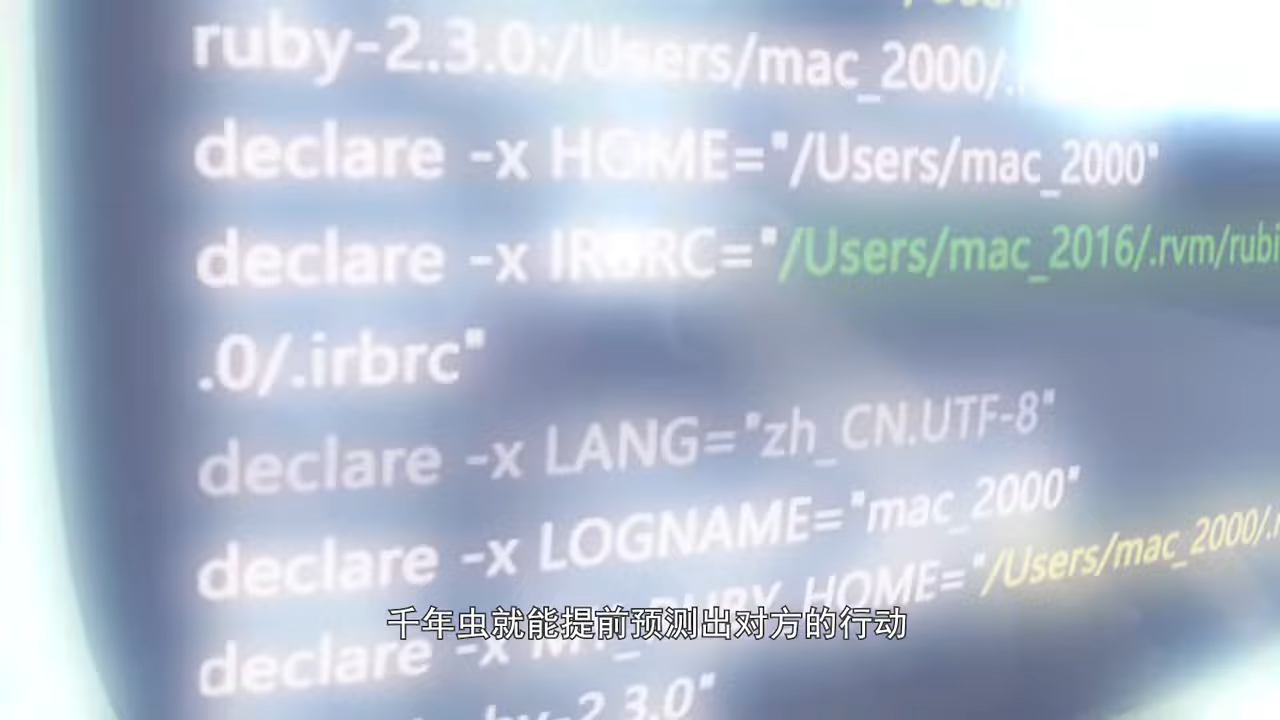 ruby-2.3.0:/Users/mac_2000/.
declare -x HOME="/Users/mac_2000"
declare -x IRBRC="/Users/mac_2016/.rvm/rubi
.0/.irbrc"
declare -x LANG="zh_CN.UTF-8"
declare -x LOGNAME="mac_2000"
declare -x MY_RUBY_HOME="/Users/mac_2000/.r
ruby-2.3.0"
千年虫就能提前预测出对方的行动